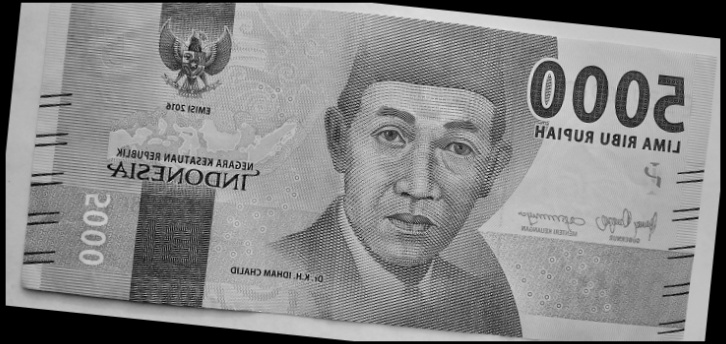 5000
LIMA RIBU RUPIAH
EMISI 2016
NEGARA KESATUAN REPUBLIK
INDONESIA
GUBERNUR
MENTERI KEUANGAN
5000
Dr. K.H. IDHAM CHALID